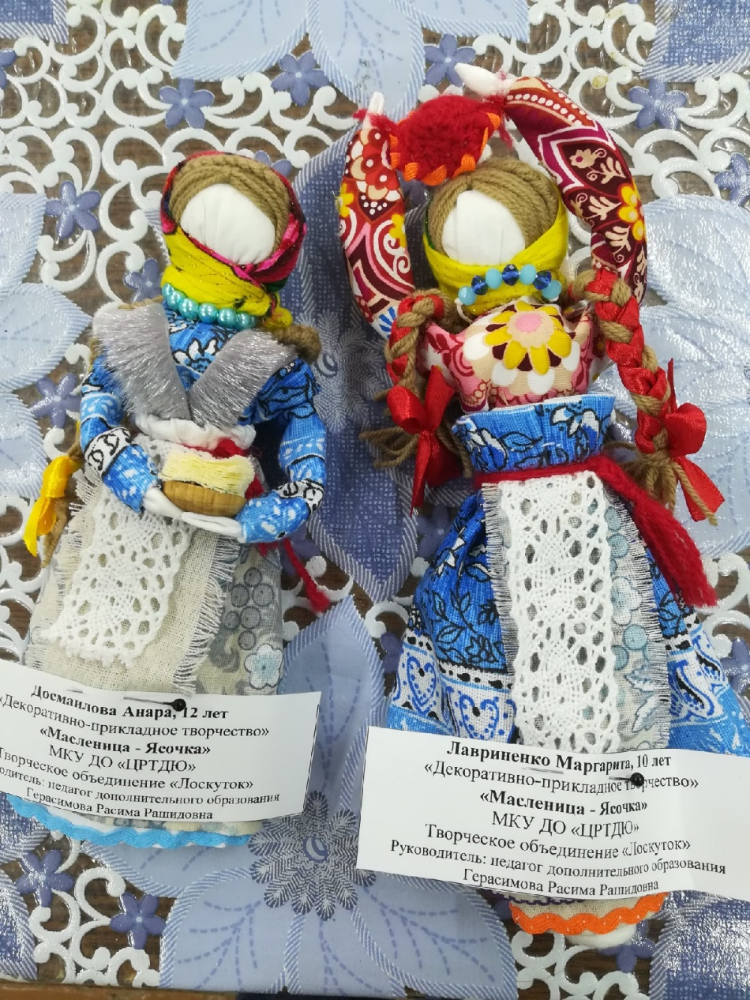 Досмаилова Анара, 12 лет
«Декоративно-прикладное творчество»
«Масленица - Ясочка»
МКУ ДО «ЦРТДЮ»
Творческое объединение «Лоскуток»
педагог дополнительного образования
Герасимова Расима Рашидовна
Лавриненко Маргарита, 10 лет
«Декоративно-прикладное творчество»
«Масленица - Ясочка»
МКУ ДО «ЦРТДЮ»
Творческое объединение «Лоскуток»
Руководитель: педагог дополнительного образования
Герасимова Расима Рашидовна